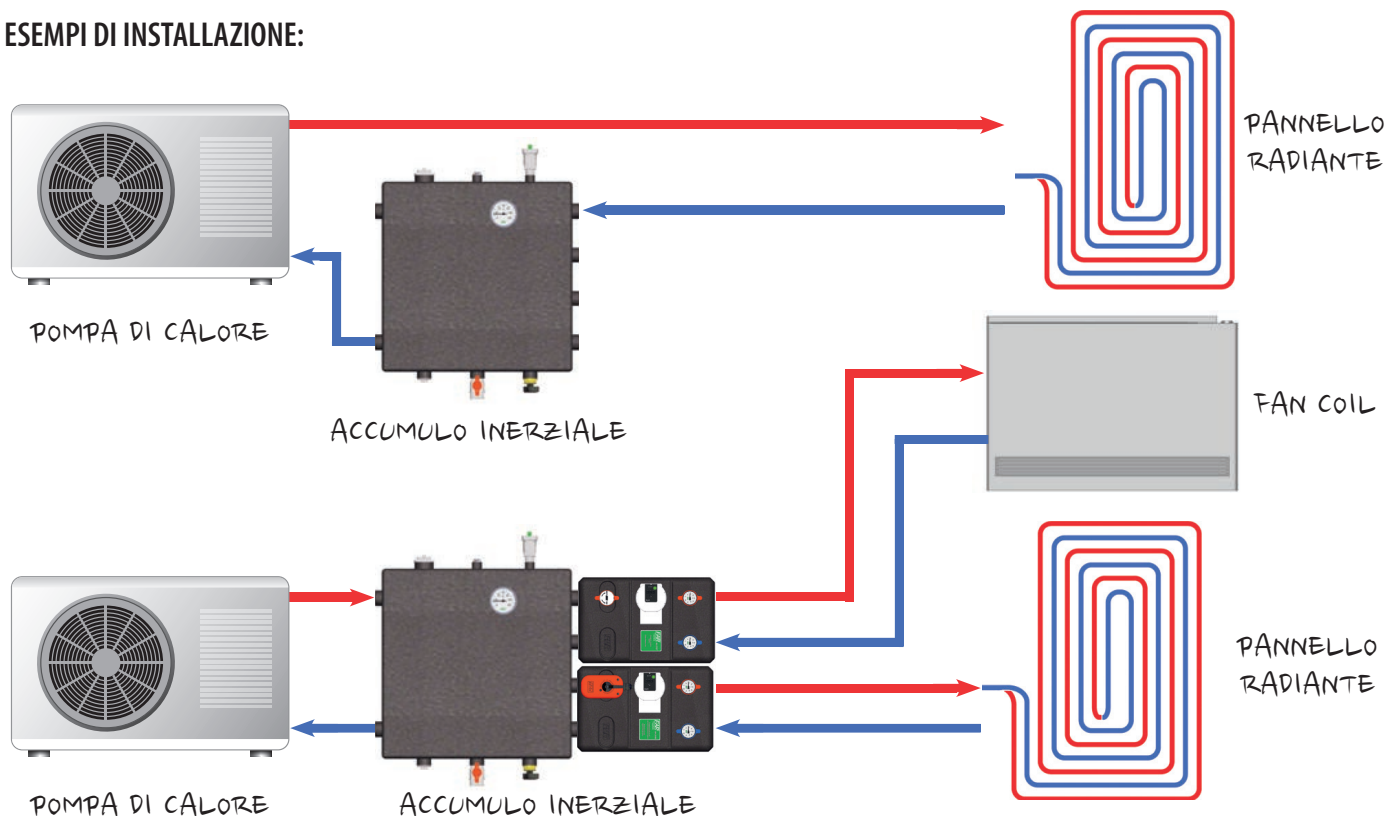 ESEMPI DI INSTALLAZIONE:
PANNELLO
RADIANTE
POMPA DI CALORE
ACCUMULO INERZIALE
FAN COIL
PANNELLO
RADIANTE
POMPA DI CALORE
ACCUMULO INERZIALE